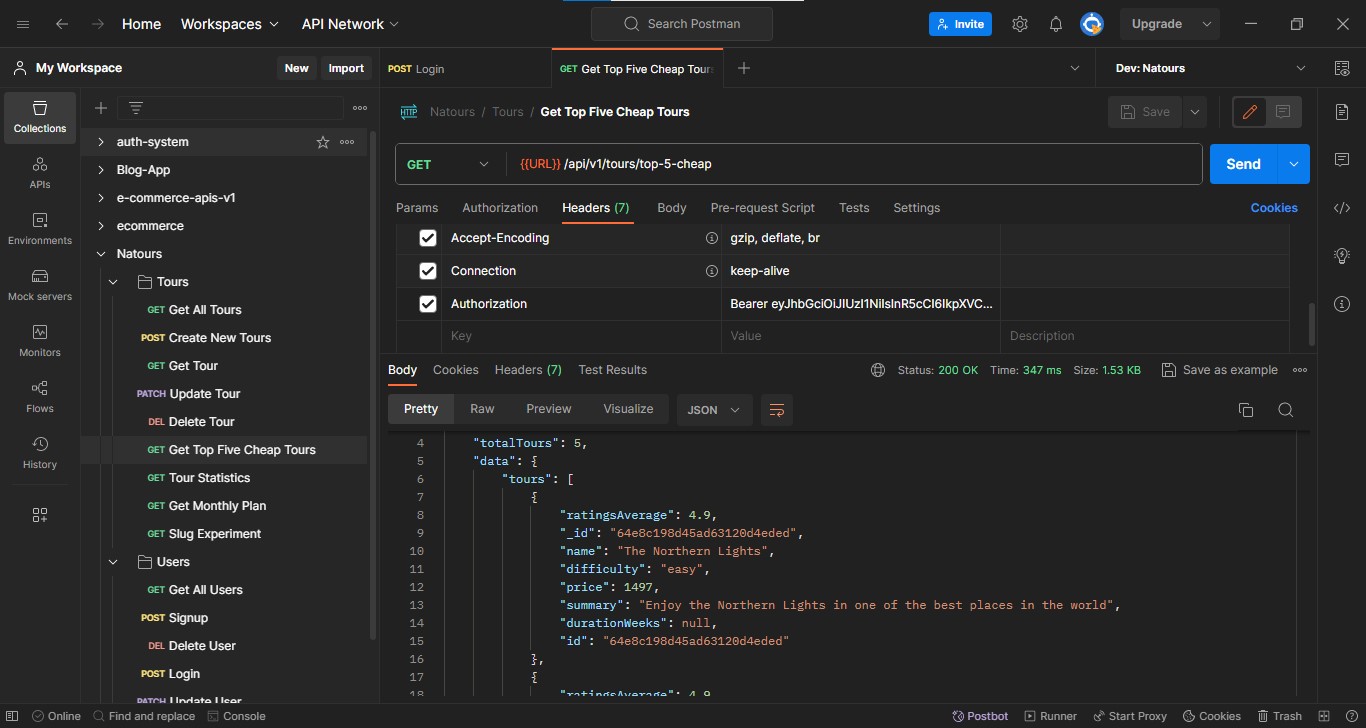 Home Workspaces API Network Search Postman Invite Upgrade
My Workspace New Import POST Login GET Get Top Five Cheap Tour Dev: Natours
Collections
APIs
Environments
Mock servers
Monitors
Flows
History
auth-system
Blog-App
e-commerce-apis-v1
ecommerce
Natours
Tours
GET Get All Tours
POST Create New Tours
GET Get Tour
PATCH Update Tour
DEL Delete Tour
GET Get Top Five Cheap Tours
GET Tour Statistics
GET Get Monthly Plan
GET Slug Experiment
Users
GET Get All Users
POST Signup
DEL Delete User
POST Login
PATCH Update User
HTTP Natours / Tours / Get Top Five Cheap Tours Save
GET {{URL}} /api/v1/tours/top-5-cheap Send
Params Authorization Headers (7) Body Pre-request Script Tests Settings Cookies
Accept-Encoding gzip, deflate, br
Connection keep-alive
Authorization Bearer eyJhbGciOiJIUzI1NiIsInR5cCI6IkpXVC...
Key Value Description
Body Cookies Headers (7) Test Results Status: 200 OK Time: 347 ms Size: 1.53 KB Save as example
Pretty Raw Preview Visualize JSON
4 "totalTours": 5,
5 "data": {
6 "tours": [
7 {
8 "ratingsAverage": 4.9,
9 "_id": "64e8c198d45ad63120d4eded",
10 "name": "The Northern Lights",
11 "difficulty": "easy",
12 "price": 1497,
13 "summary": "Enjoy the Northern Lights in one of the best places in the world",
14 "durationWeeks": null,
15 "id": "64e8c198d45ad63120d4eded"
16 },
17 {
18 "ratingsAverage": 4.9
Online Find and replace Console Postbot Runner Start Proxy Cookies Trash